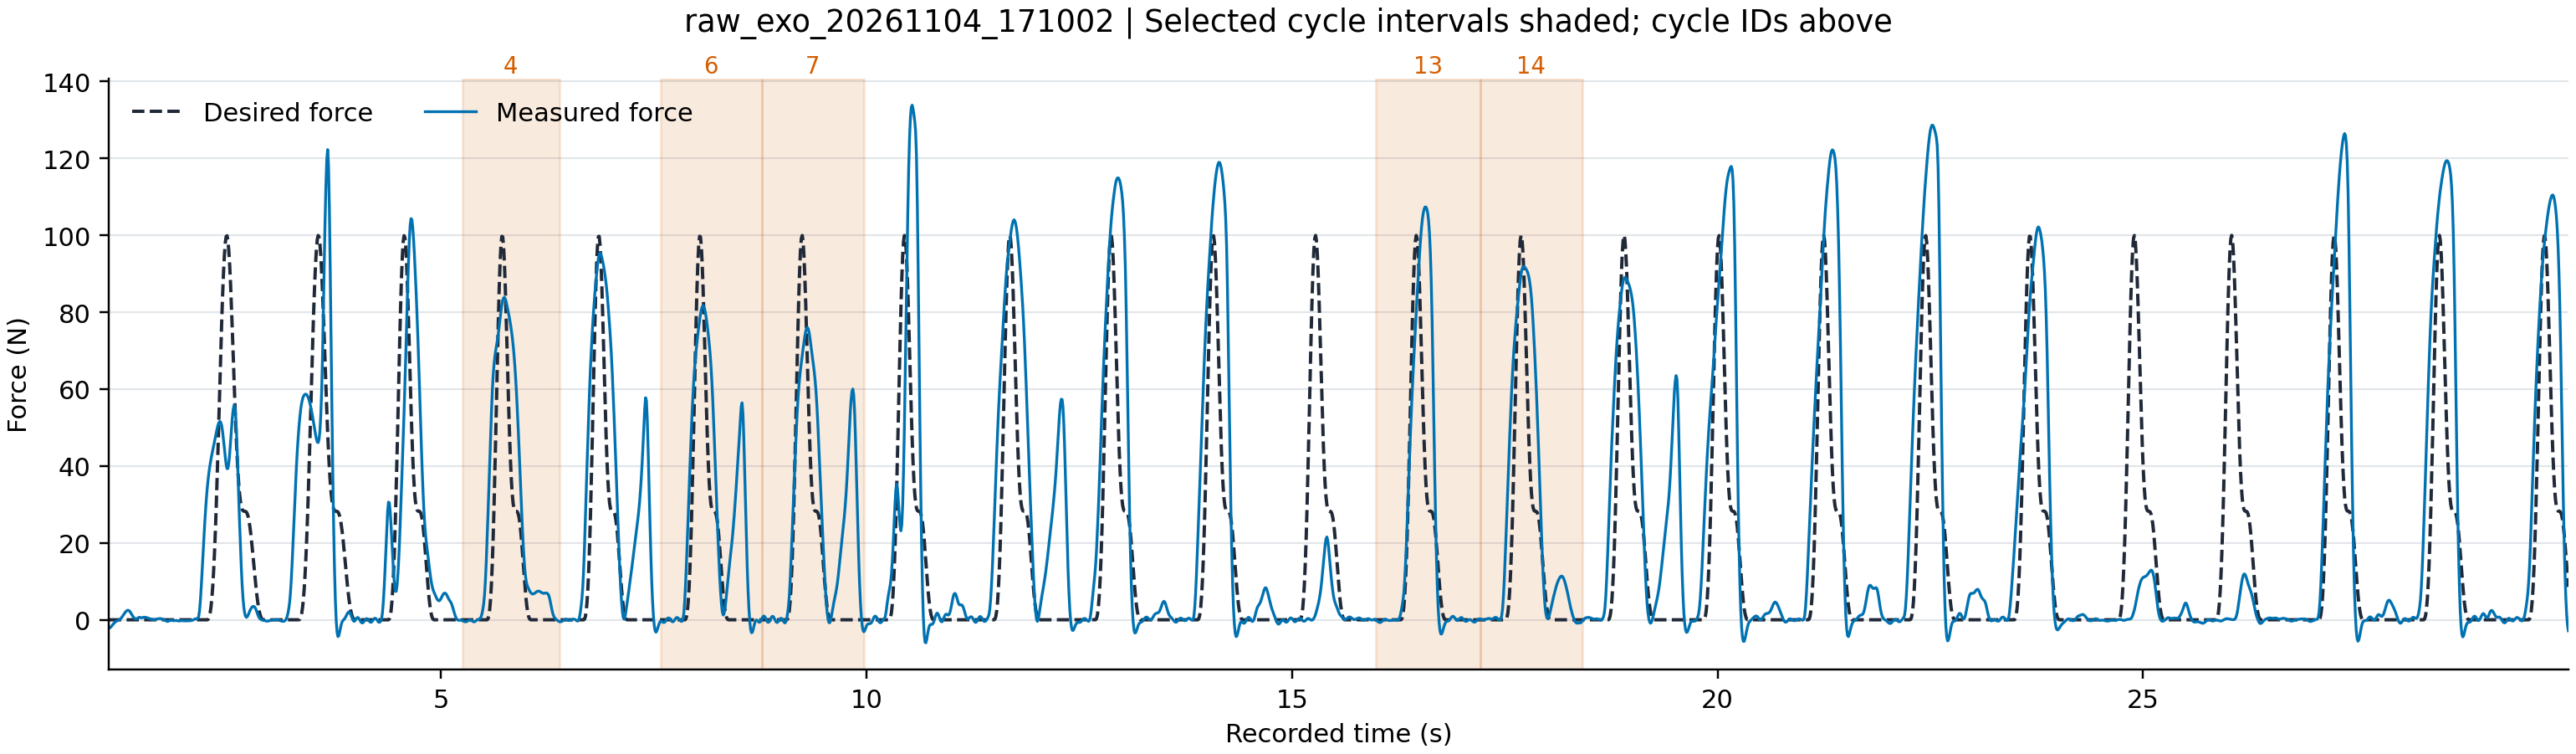 raw_exo_20261104_171002 | Selected cycle intervals shaded; cycle IDs above
4 6 7 13 14
Desired force Measured force
Force (N)
140
120
100
80
60
40
20
0
5 10 15 20 25
Recorded time (s)